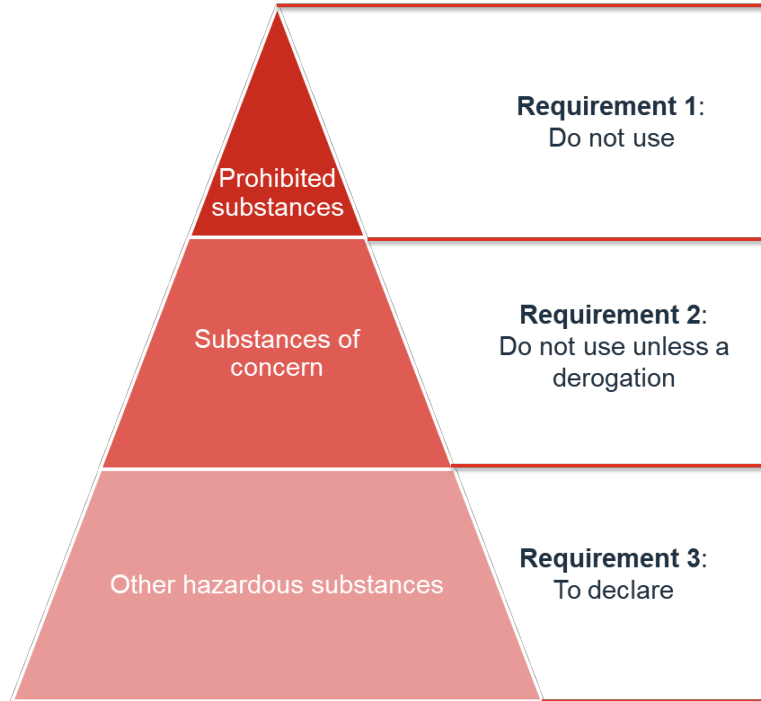 Prohibited
substances
Requirement 1:
Do not use
Substances of
concern
Requirement 2:
Do not use unless a
derogation
Other hazardous substances
Requirement 3:
To declare